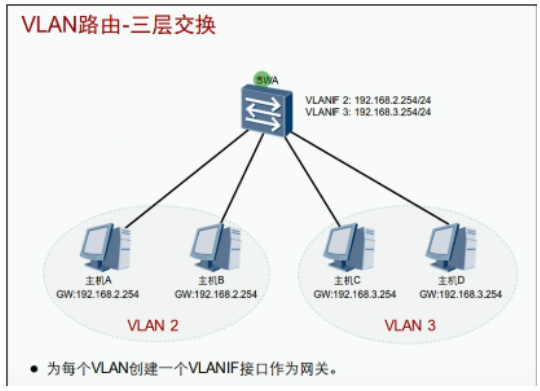 VLAN路由-三层交换
SWA
VLANIF 2: 192.168.2.254/24
VLANIF 3: 192.168.3.254/24
主机A
GW:192.168.2.254
主机B
GW:192.168.2.254
主机C
GW:192.168.3.254
主机D
GW:192.168.3.254
VLAN 2
VLAN 3
● 为每个VLAN创建一个VLANIF接口作为网关。